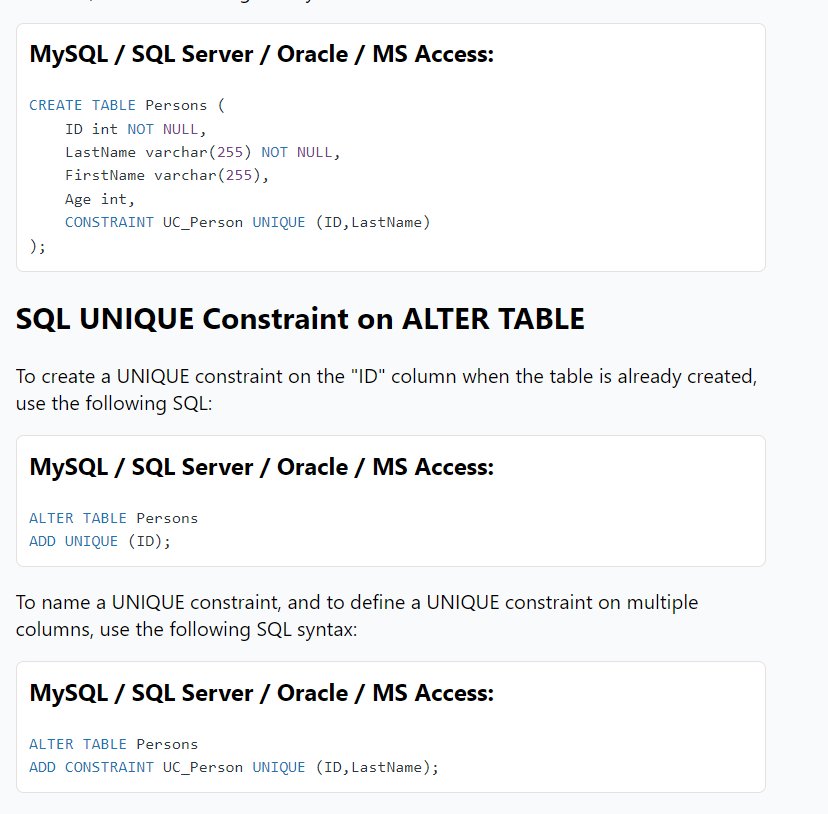 MySQL / SQL Server / Oracle / MS Access:
CREATE TABLE Persons (
    ID int NOT NULL,
    LastName varchar(255) NOT NULL,
    FirstName varchar(255),
    Age int,
    CONSTRAINT UC_Person UNIQUE (ID,LastName)
);
SQL UNIQUE Constraint on ALTER TABLE
To create a UNIQUE constraint on the "ID" column when the table is already created,
use the following SQL:
MySQL / SQL Server / Oracle / MS Access:
ALTER TABLE Persons
ADD UNIQUE (ID);
To name a UNIQUE constraint, and to define a UNIQUE constraint on multiple
columns, use the following SQL syntax:
MySQL / SQL Server / Oracle / MS Access:
ALTER TABLE Persons
ADD CONSTRAINT UC_Person UNIQUE (ID,LastName);